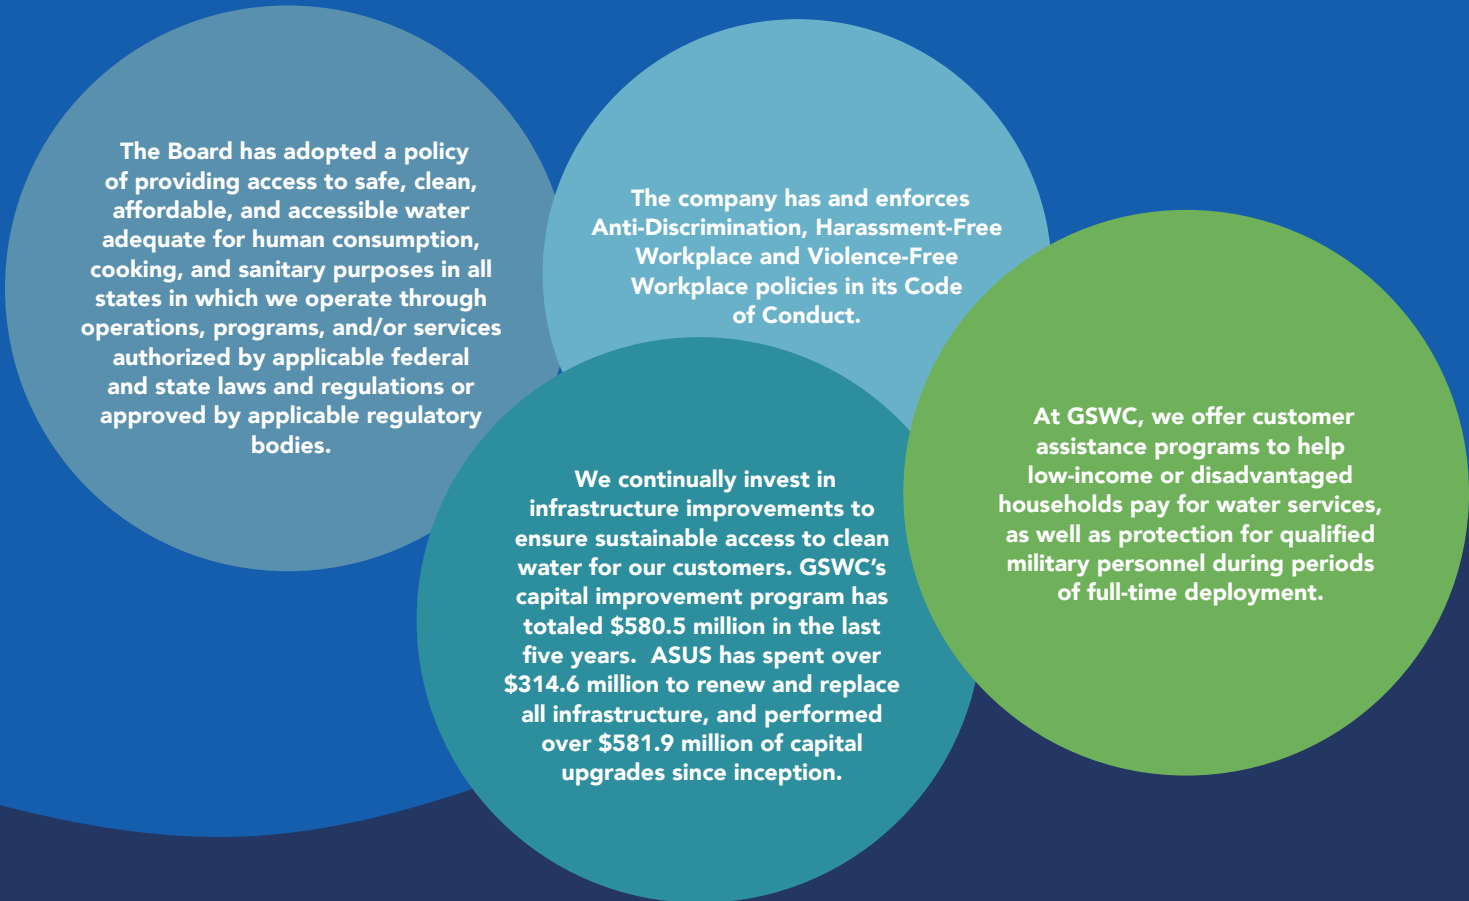 The Board has adopted a policy
of providing access to safe, clean,
affordable, and accessible water
adequate for human consumption,
cooking, and sanitary purposes in all
states in which we operate through
operations, programs, and/or services
authorized by applicable federal
and state laws and regulations or
approved by applicable regulatory
bodies.
The company has and enforces
Anti-Discrimination, Harassment-Free
Workplace and Violence-Free
Workplace policies in its Code
of Conduct.
We continually invest in
infrastructure improvements to
ensure sustainable access to clean
water for our customers. GSWC’s
capital improvement program has
totaled $580.5 million in the last
five years.  ASUS has spent over
$314.6 million to renew and replace
all infrastructure, and performed
over $581.9 million of capital
upgrades since inception.
At GSWC, we offer customer
assistance programs to help
low-income or disadvantaged
households pay for water services,
as well as protection for qualified
military personnel during periods
of full-time deployment.